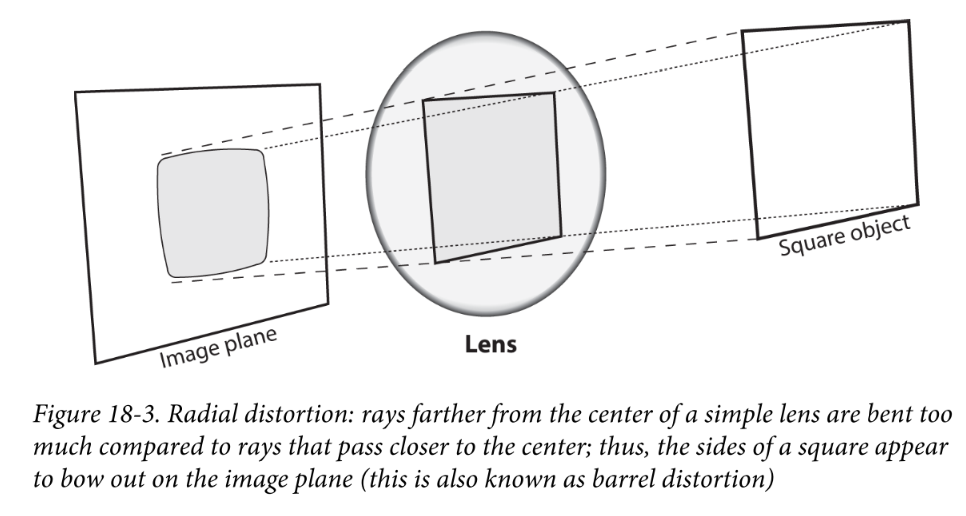 Square object
Image plane
Lens
Figure 18-3. Radial distortion: rays farther from the center of a simple lens are bent too
much compared to rays that pass closer to the center; thus, the sides of a square appear
to bow out on the image plane (this is also known as barrel distortion)